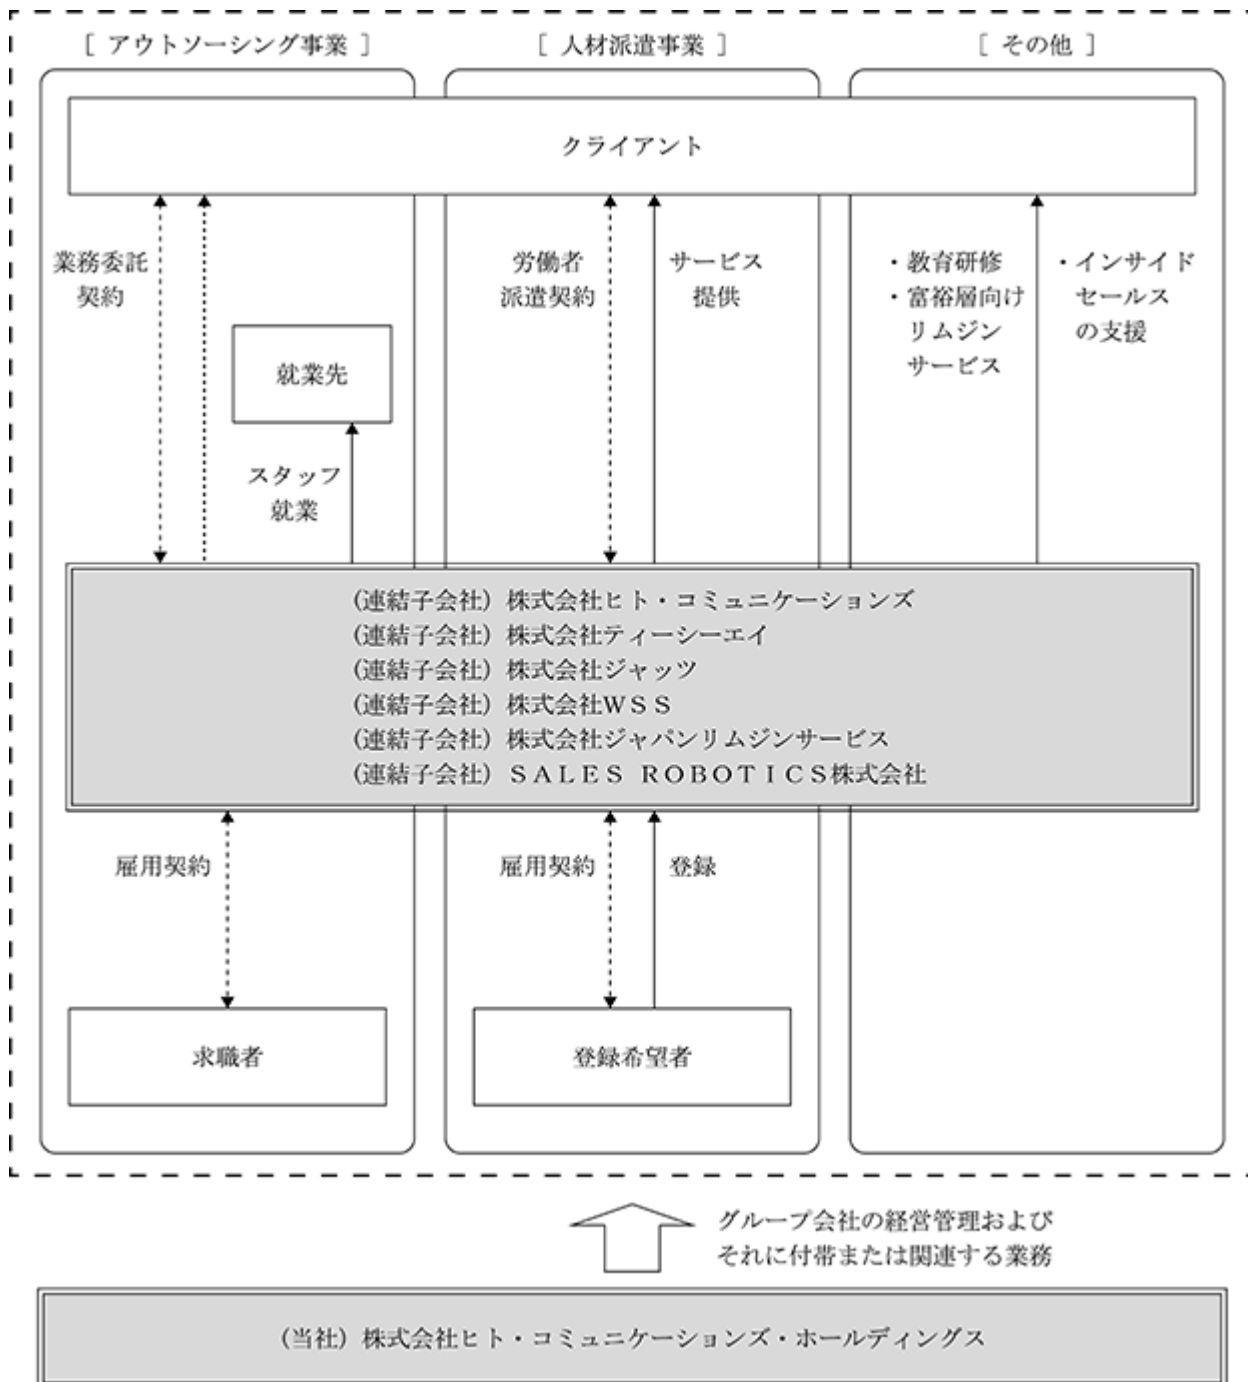 ［ アウトソーシング事業 ］
［ 人材派遣事業 ］
［ その他 ］
クライアント
業務委託
契約
就業先
スタッフ
就業
労働者
派遣契約
サービス
提供
・教育研修
・富裕層向け
リムジン
サービス
・インサイド
セールス
の支援
（連結子会社）株式会社ヒト・コミュニケーションズ
（連結子会社）株式会社ティーシーエイ
（連結子会社）株式会社ジャッツ
（連結子会社）株式会社ＷＳＳ
（連結子会社）株式会社ジャパンリムジンサービス
（連結子会社）ＳＡＬＥＳ ＲＯＢＯＴＩＣＳ株式会社
雇用契約
雇用契約
登録
求職者
登録希望者
グループ会社の経営管理および
それに付帯または関連する業務
（当社）株式会社ヒト・コミュニケーションズ・ホールディングス